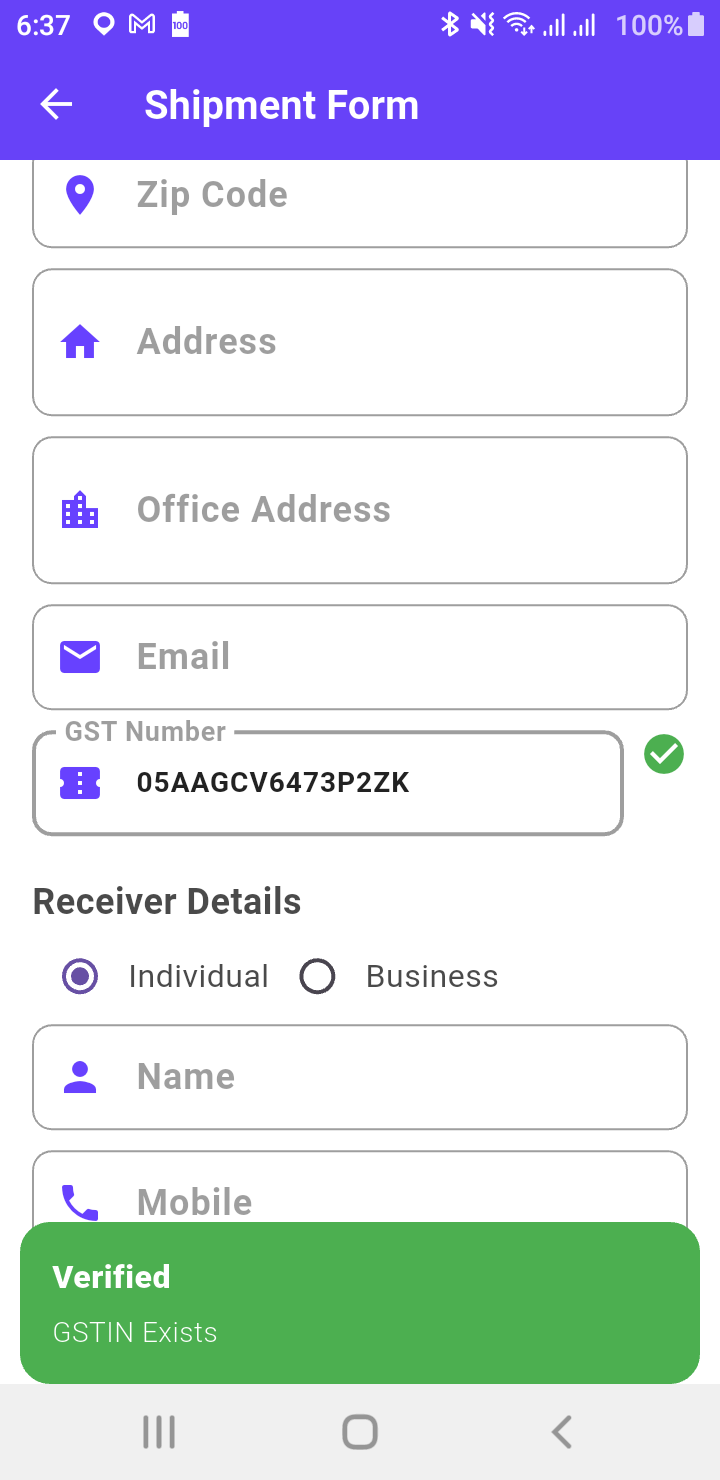 6:37
100
100%
Shipment Form
Zip Code
Address
Office Address
Email
GST Number
05AAGCV6473P2ZK
Receiver Details
Individual
Business
Name
Mobile
Verified
GSTIN Exists